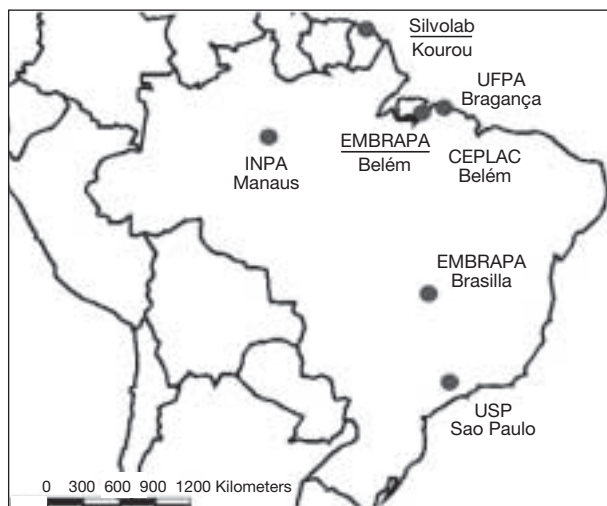 Silvolab
Kourou
UFPA
Bragança
EMBRAPA
Belém
CEPLAC
Belém
INPA
Manaus
EMBRAPA
Brasilla
USP
Sao Paulo
0 300 600 900 1200 Kilometers